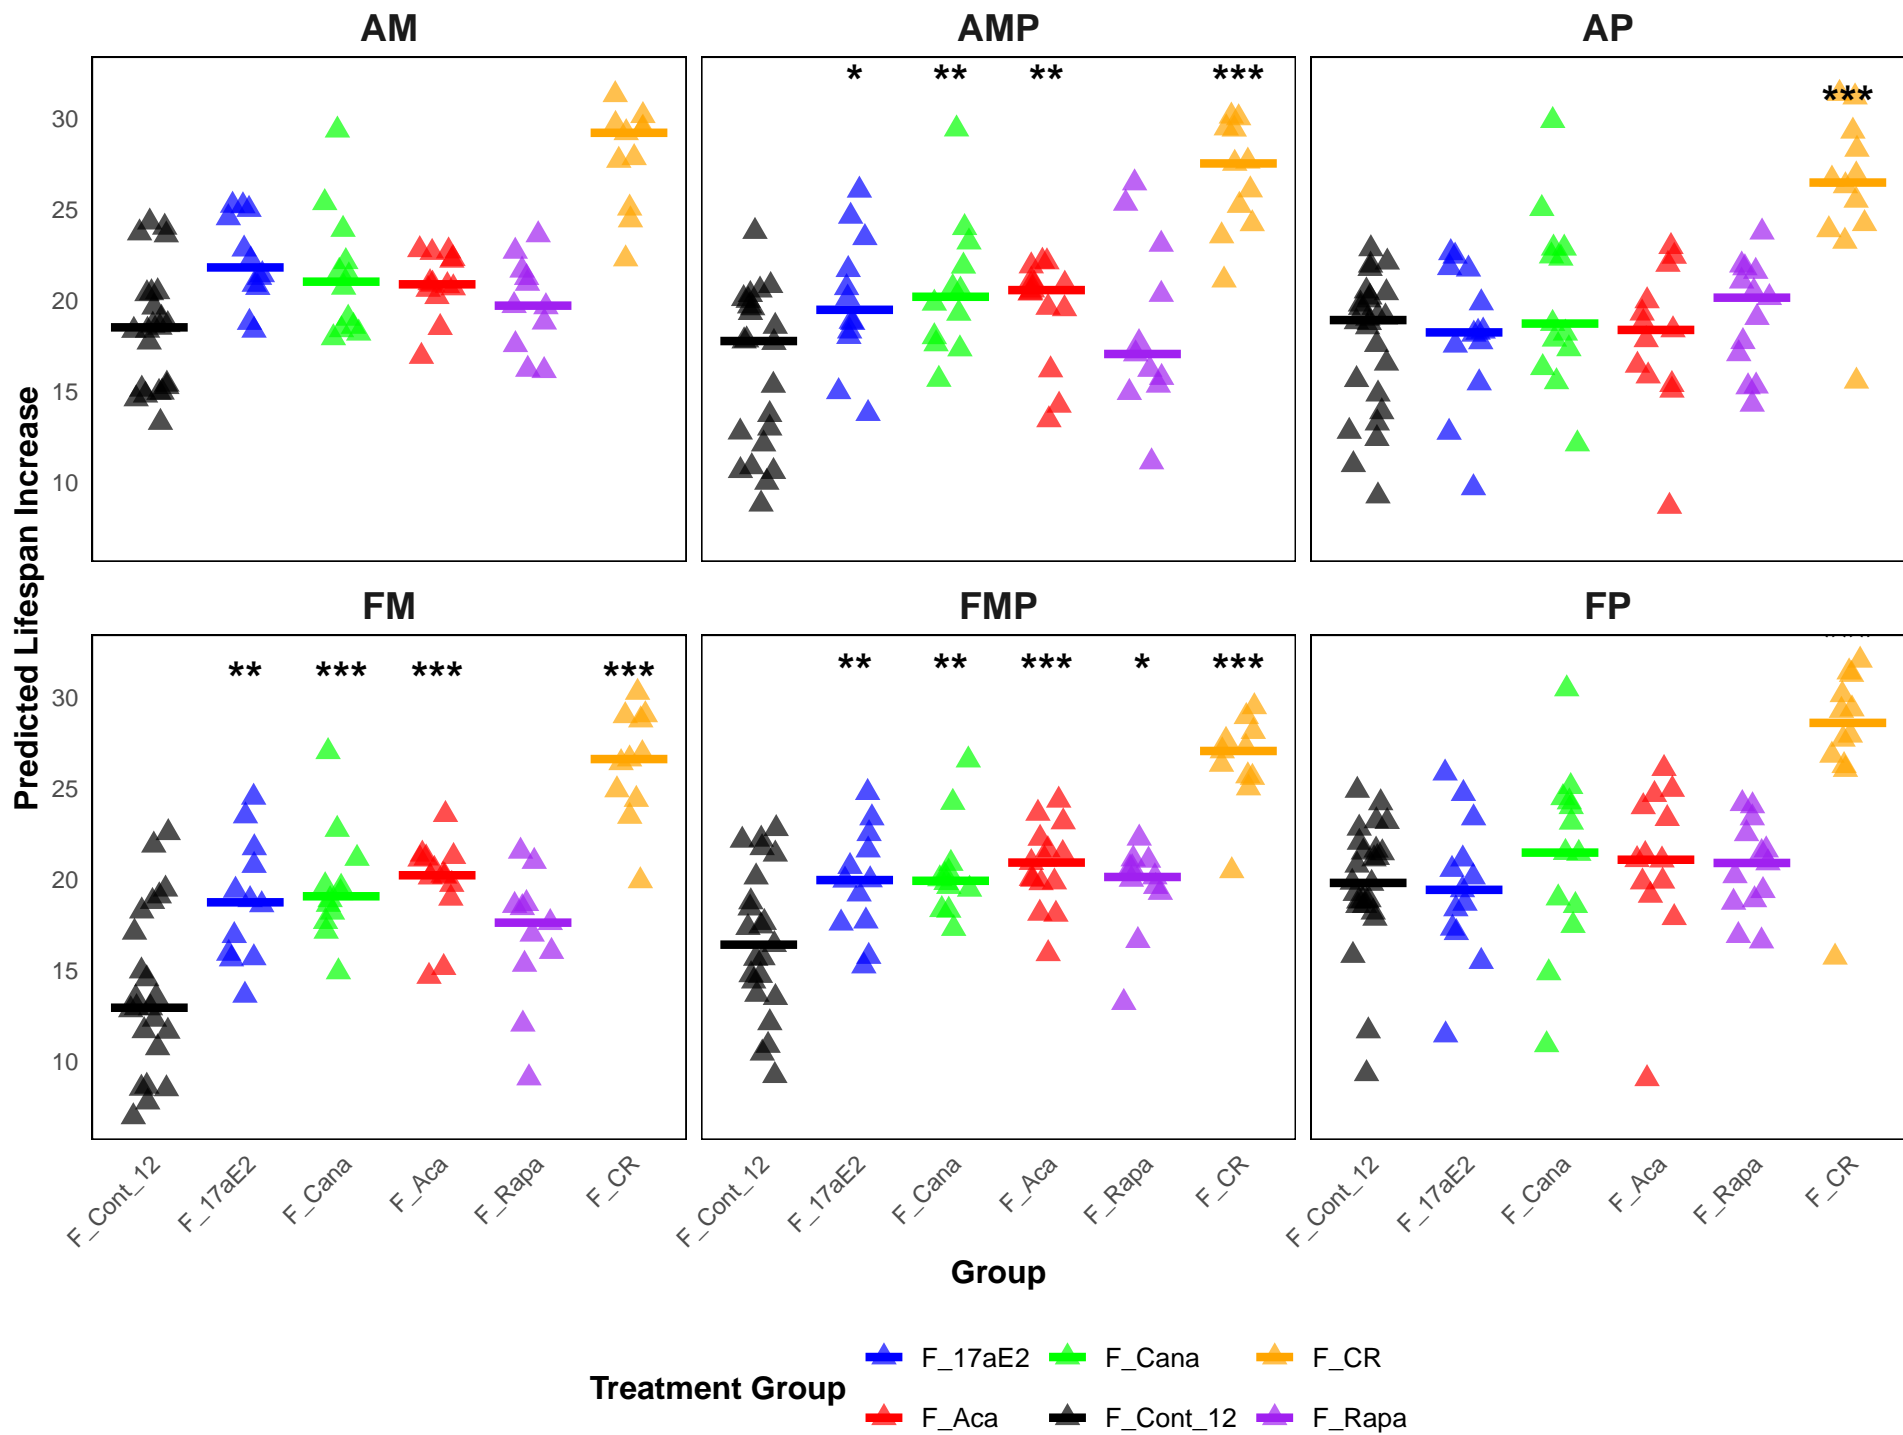 AM AMP AP
* ** ** ***
***
30
25
20
15
10
Predicted Lifespan Increase
FM FMP FP
** *** *** ***
** ** *** * ***
30
25
20
15
10
F_Cont_12 F_17aE2 F_Cana F_Aca F_Rapa F_CR
F_Cont_12 F_17aE2 F_Cana F_Aca F_Rapa F_CR
F_Cont_12 F_17aE2 F_Cana F_Aca F_Rapa F_CR
Group
Treatment Group
F_17aE2 F_Cana F_CR
F_Aca F_Cont_12 F_Rapa